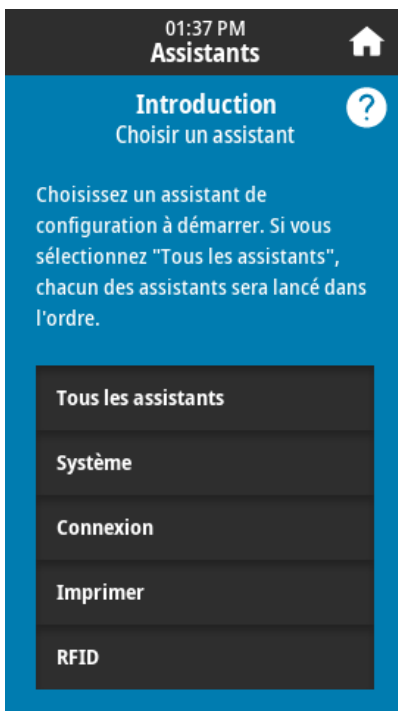 01:37 PM
Assistants
Introduction
?
Choisir un assistant
Choisissez un assistant de
configuration à démarrer. Si vous
sélectionnez "Tous les assistants",
chacun des assistants sera lancé dans
l'ordre.
Tous les assistants
Système
Connexion
Imprimer
RFID